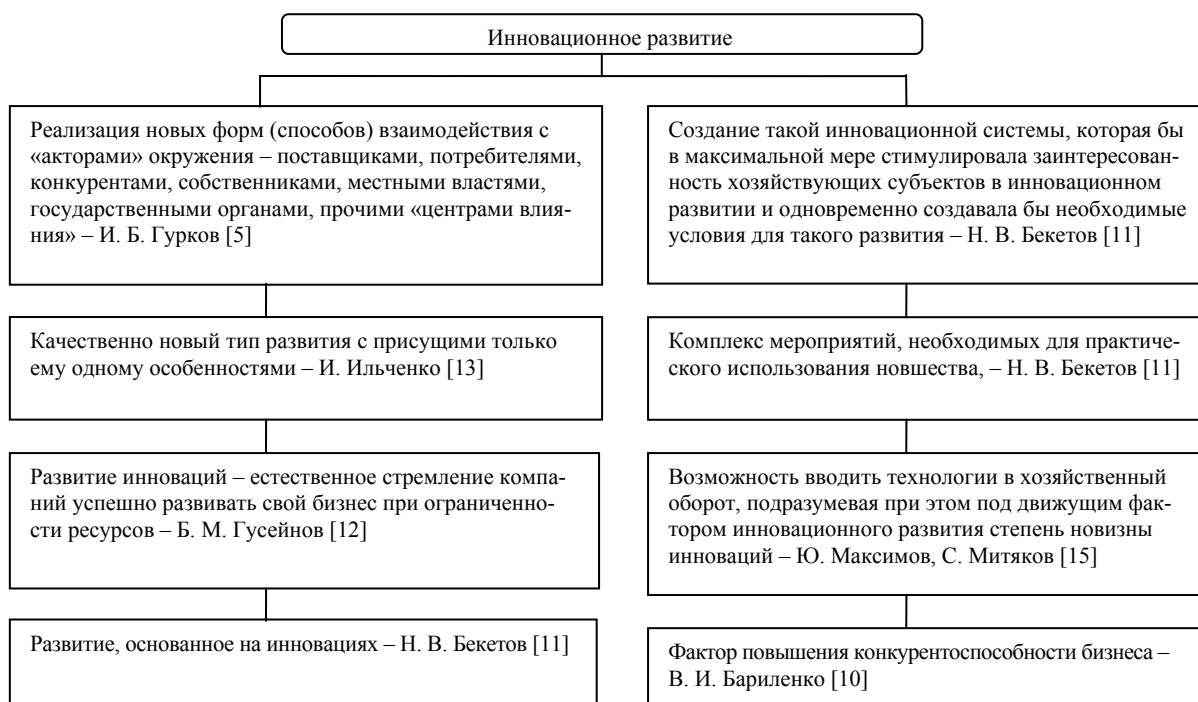 Инновационное развитие
Реализация новых форм (способов) взаимодействия с
«акторами» окружения – поставщиками, потребителями,
конкурентами, собственниками, местными властями,
государственными органами, прочими «центрами влия-
ния» – И. Б. Гурков [5]
Качественно новый тип развития с присущими только
ему одному особенностями – И. Ильченко [13]
Развитие инноваций – естественное стремление компа-
ний успешно развивать свой бизнес при ограниченно-
сти ресурсов – Б. М. Гусейнов [12]
Развитие, основанное на инновациях – Н. В. Бекетов [11]
Создание такой инновационной системы, которая бы
в максимальной мере стимулировала заинтересован-
ность хозяйствующих субъектов в инновационном
развитии и одновременно создавала бы необходимые
условия для такого развития – Н. В. Бекетов [11]
Комплекс мероприятий, необходимых для практиче-
ского использования новшества, – Н. В. Бекетов [11]
Возможность вводить технологии в хозяйственный
оборот, подразумевая при этом под движущим фак-
тором инновационного развития степень новизны
инноваций – Ю. Максимов, С. Митяков [15]
Фактор повышения конкурентоспособности бизнеса –
В. И. Бариленко [10]